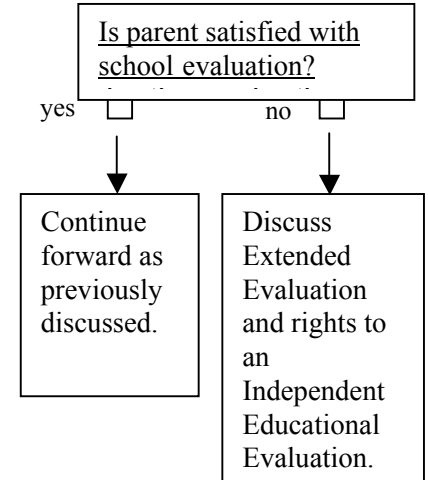 Is parent satisfied with
school evaluation?
yes
no
Continue
forward as
previously
discussed.
Discuss
Extended
Evaluation
and rights to
an
Independent
Educational
Evaluation.